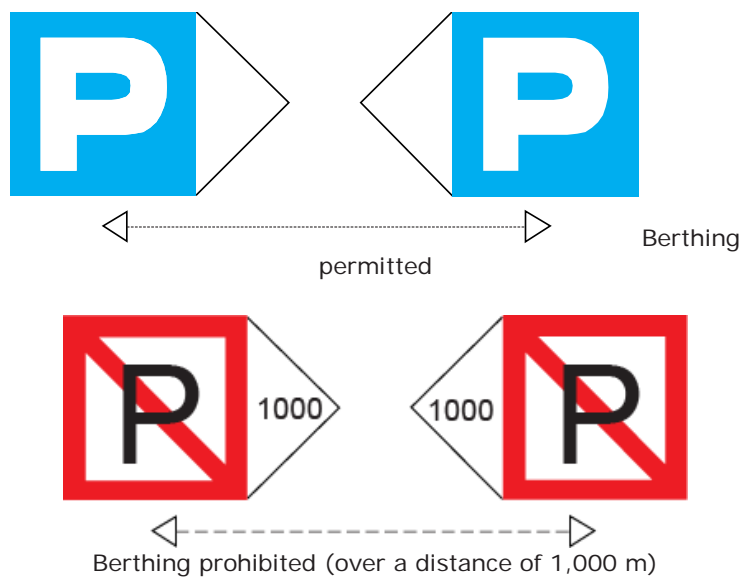 P P
Berthing
permitted
P 1000 1000 P
Berthing prohibited (over a distance of 1,000 m)